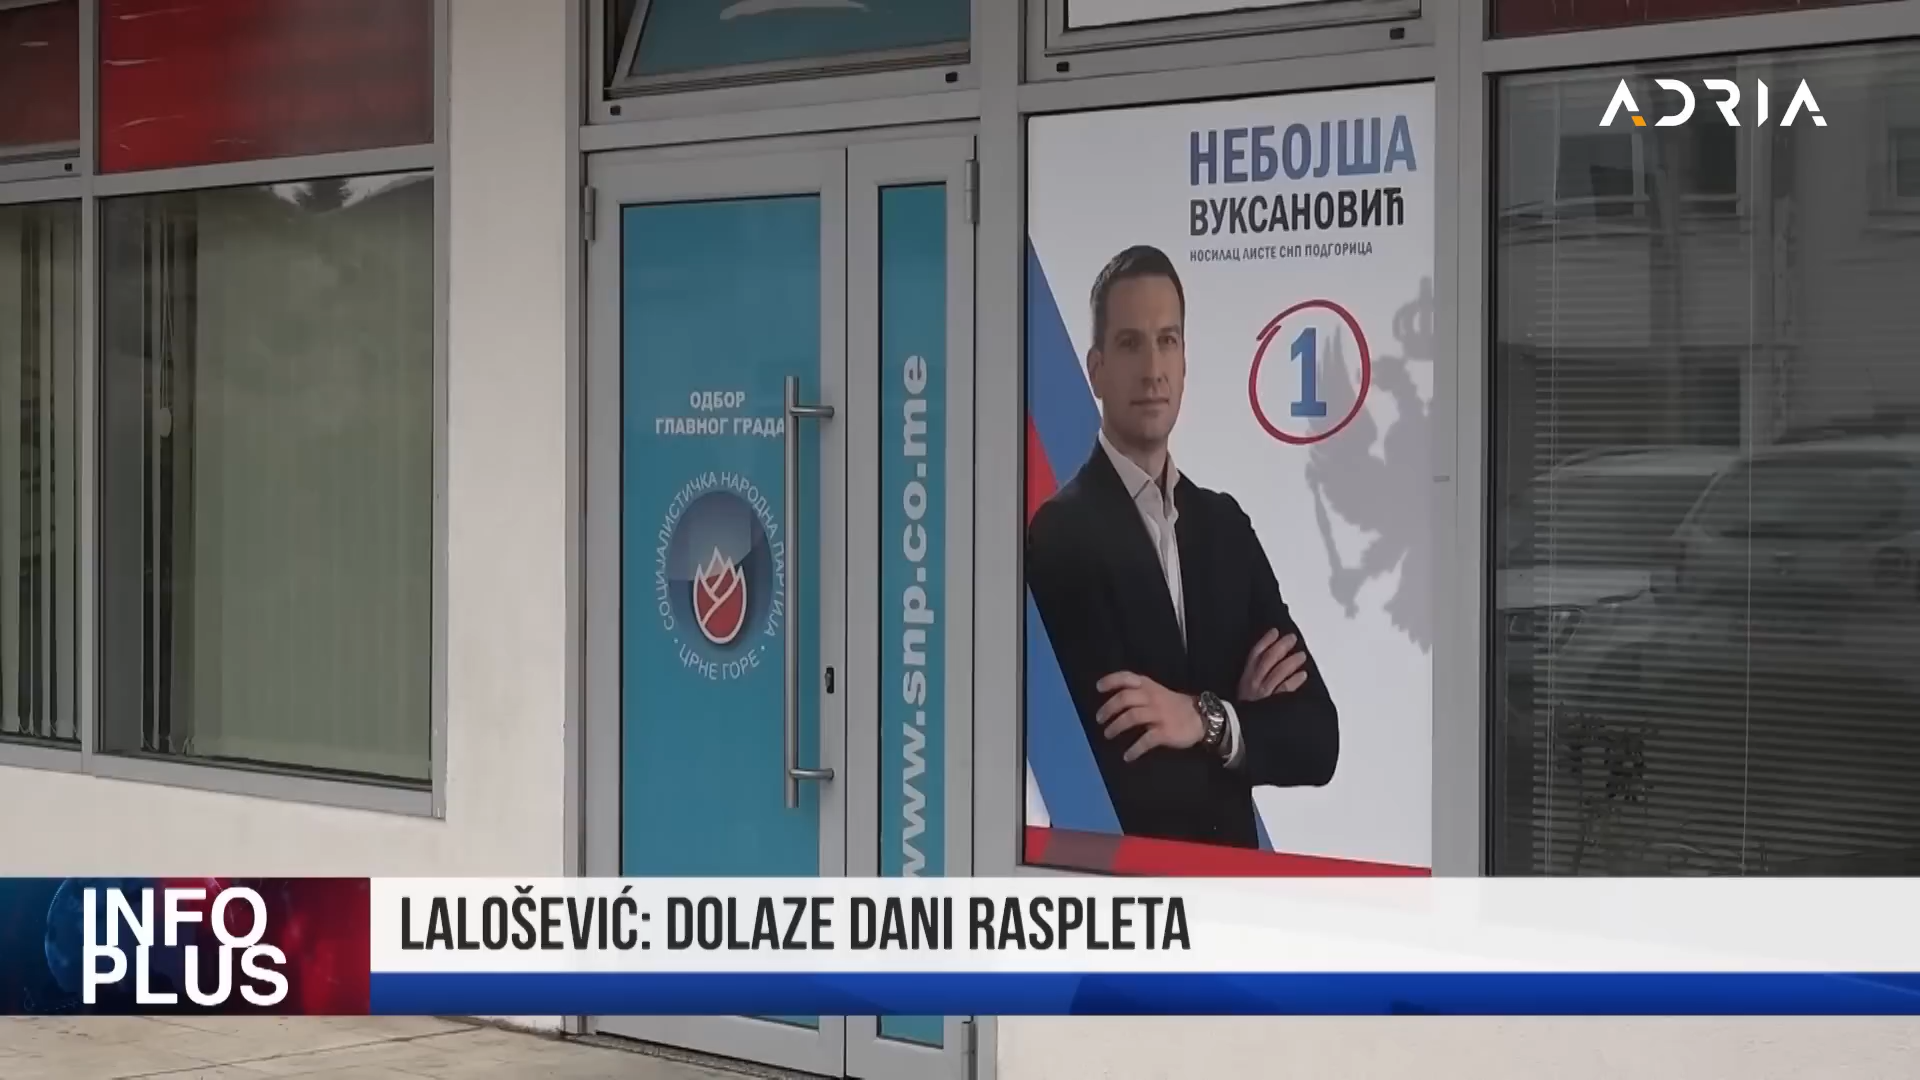 ADRIA
НЕБОЈША
ВУКСАНОВИЋ
НОСИЛАЦ ЛИСТЕ СНП ПОДГОРИЦА
1
ОДБОР
ГЛАВНОГ ГРАДА
СОЦИЈАЛИСТИЧКА НАРОДНА ПАРТИЈА
• ЦРНЕ ГОРЕ •
www.snp.co.me
INFO
PLUS
LALOŠEVIĆ: DOLAZE DANI RASPLETA